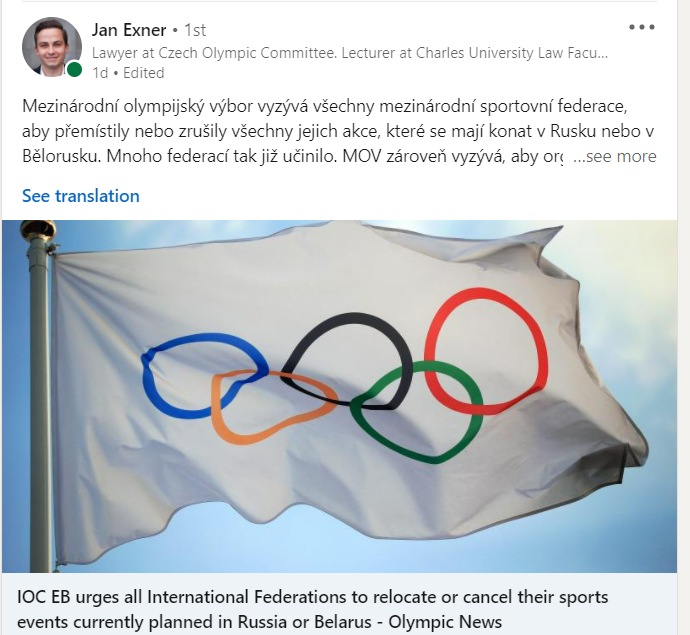 Jan Exner • 1st
Lawyer at Czech Olympic Committee. Lecturer at Charles University Law Facu...
1d • Edited
Mezinárodní olympijský výbor vyzývá všechny mezinárodní sportovní federace,
aby přemístily nebo zrušily všechny jejich akce, které se mají konat v Rusku nebo v
Bělorusku. Mnoho federací tak již učinilo. MOV zároveň vyzývá, aby ...see more
See translation
IOC EB urges all International Federations to relocate or cancel their sports
events currently planned in Russia or Belarus - Olympic News